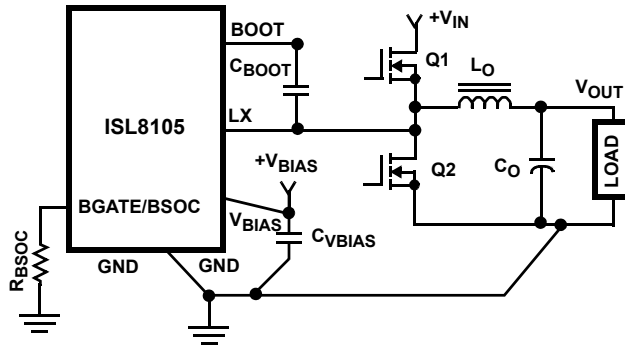 +VIN
BOOT
Q1
CBOOT
LO
VOUT
ISL8105
LX
+VBIAS
Q2
CO
LOAD
BGATE/BSOC
VBIAS
CVBIAS
RBSOC
GND
GND